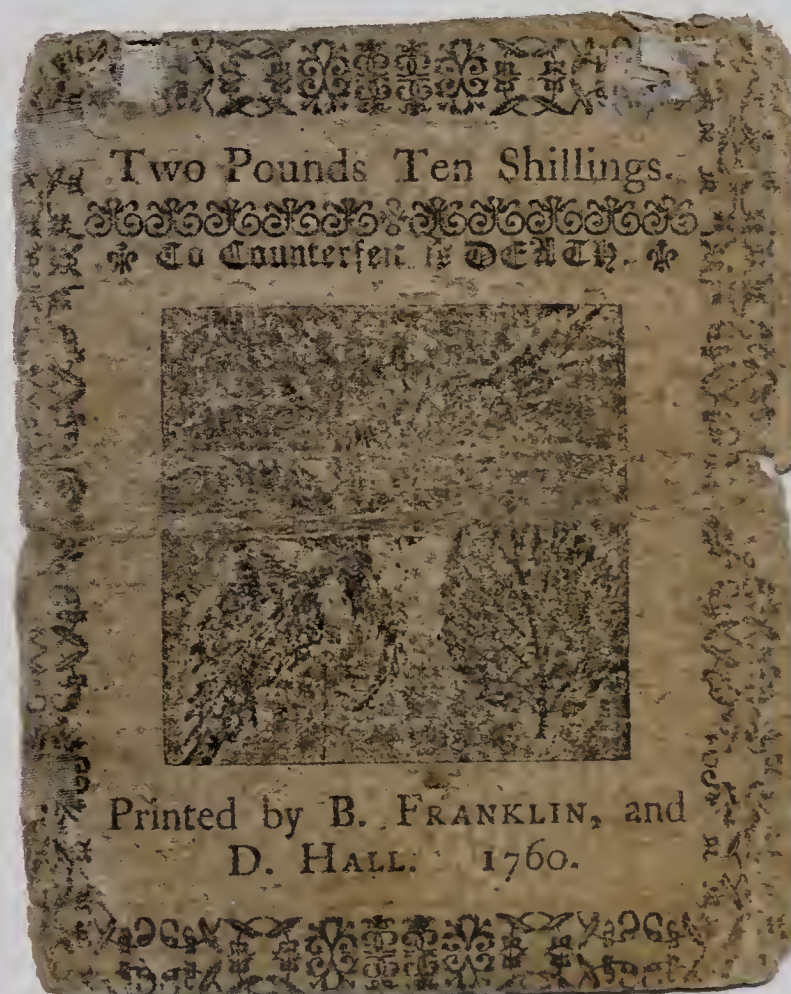 Two Pounds Ten Shillings.
To Counterfeit is DEATH.
Printed by B. FRANKLIN, and
D. HALL. 1760.